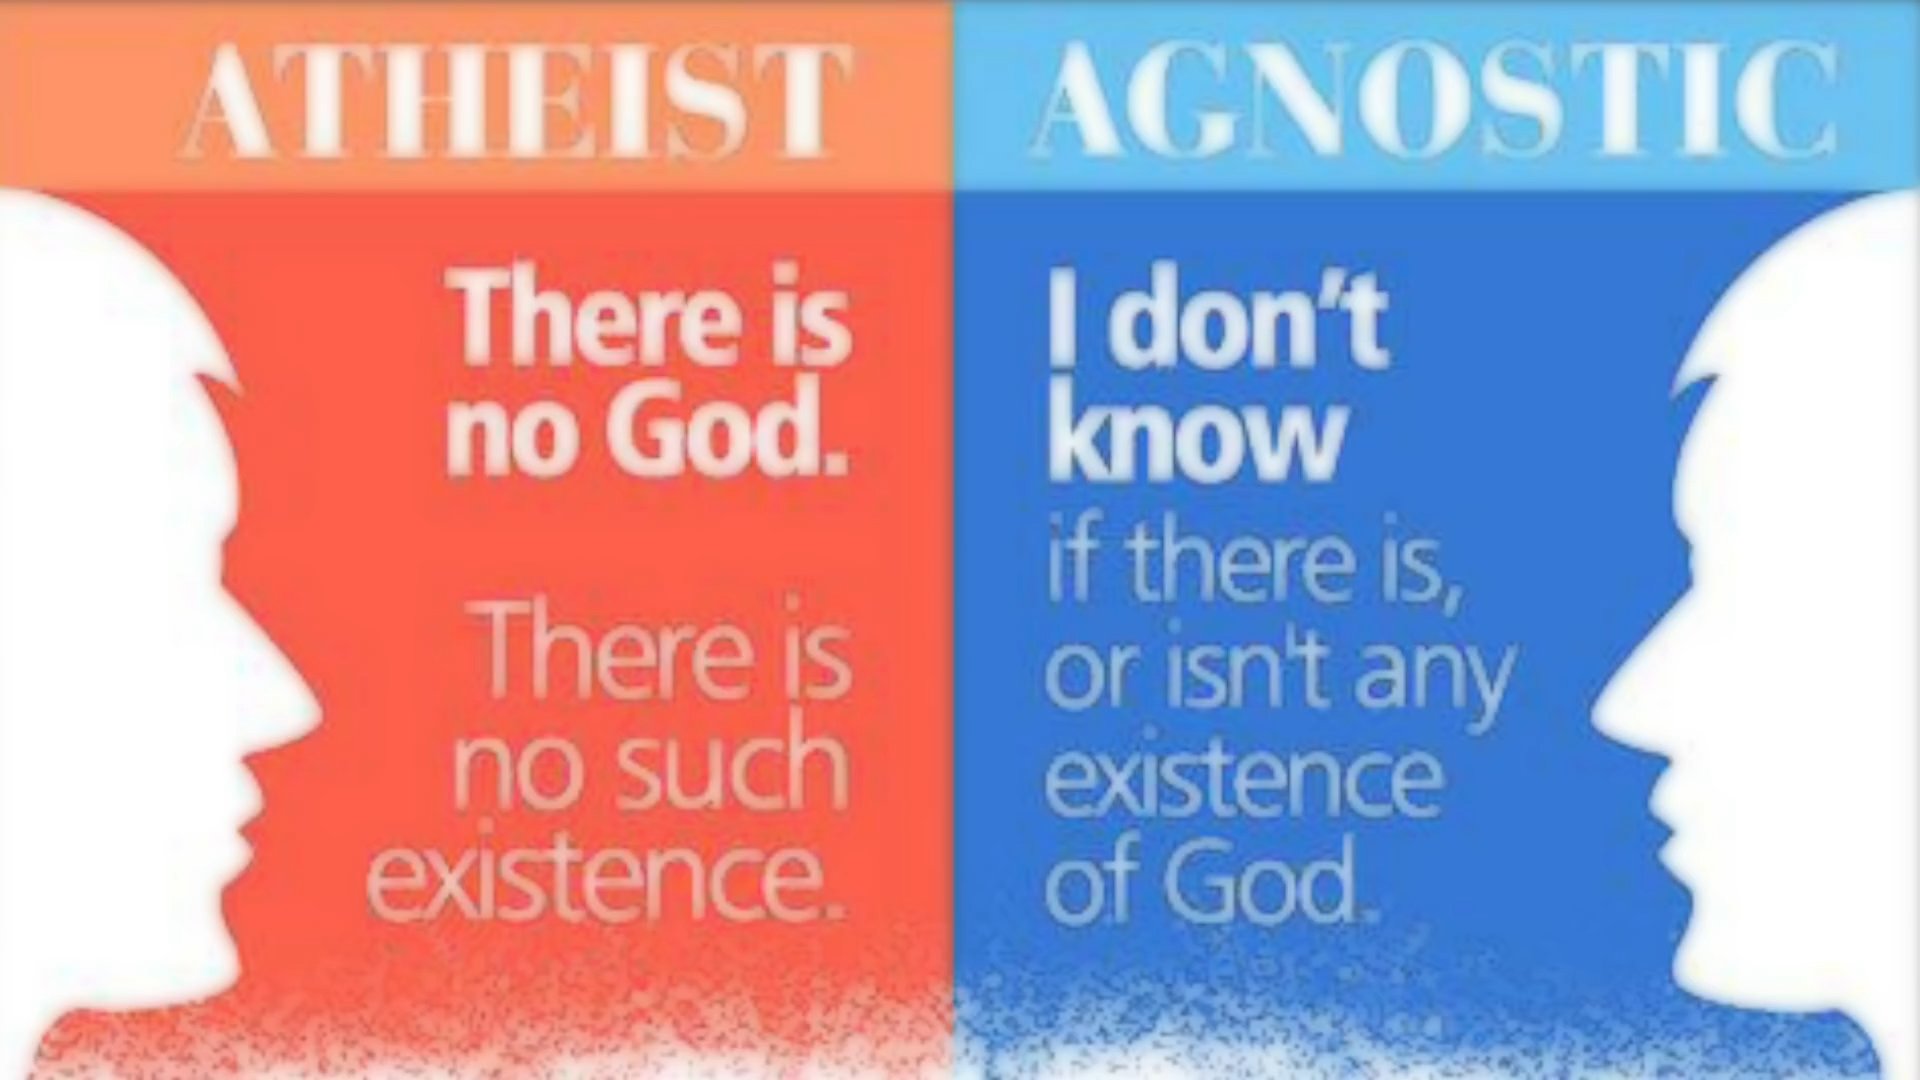 ATHEIST
There is
no God.
There is
no such
existence.
AGNOSTIC
I don't
know
if there is,
or isn't any
existence
of God.